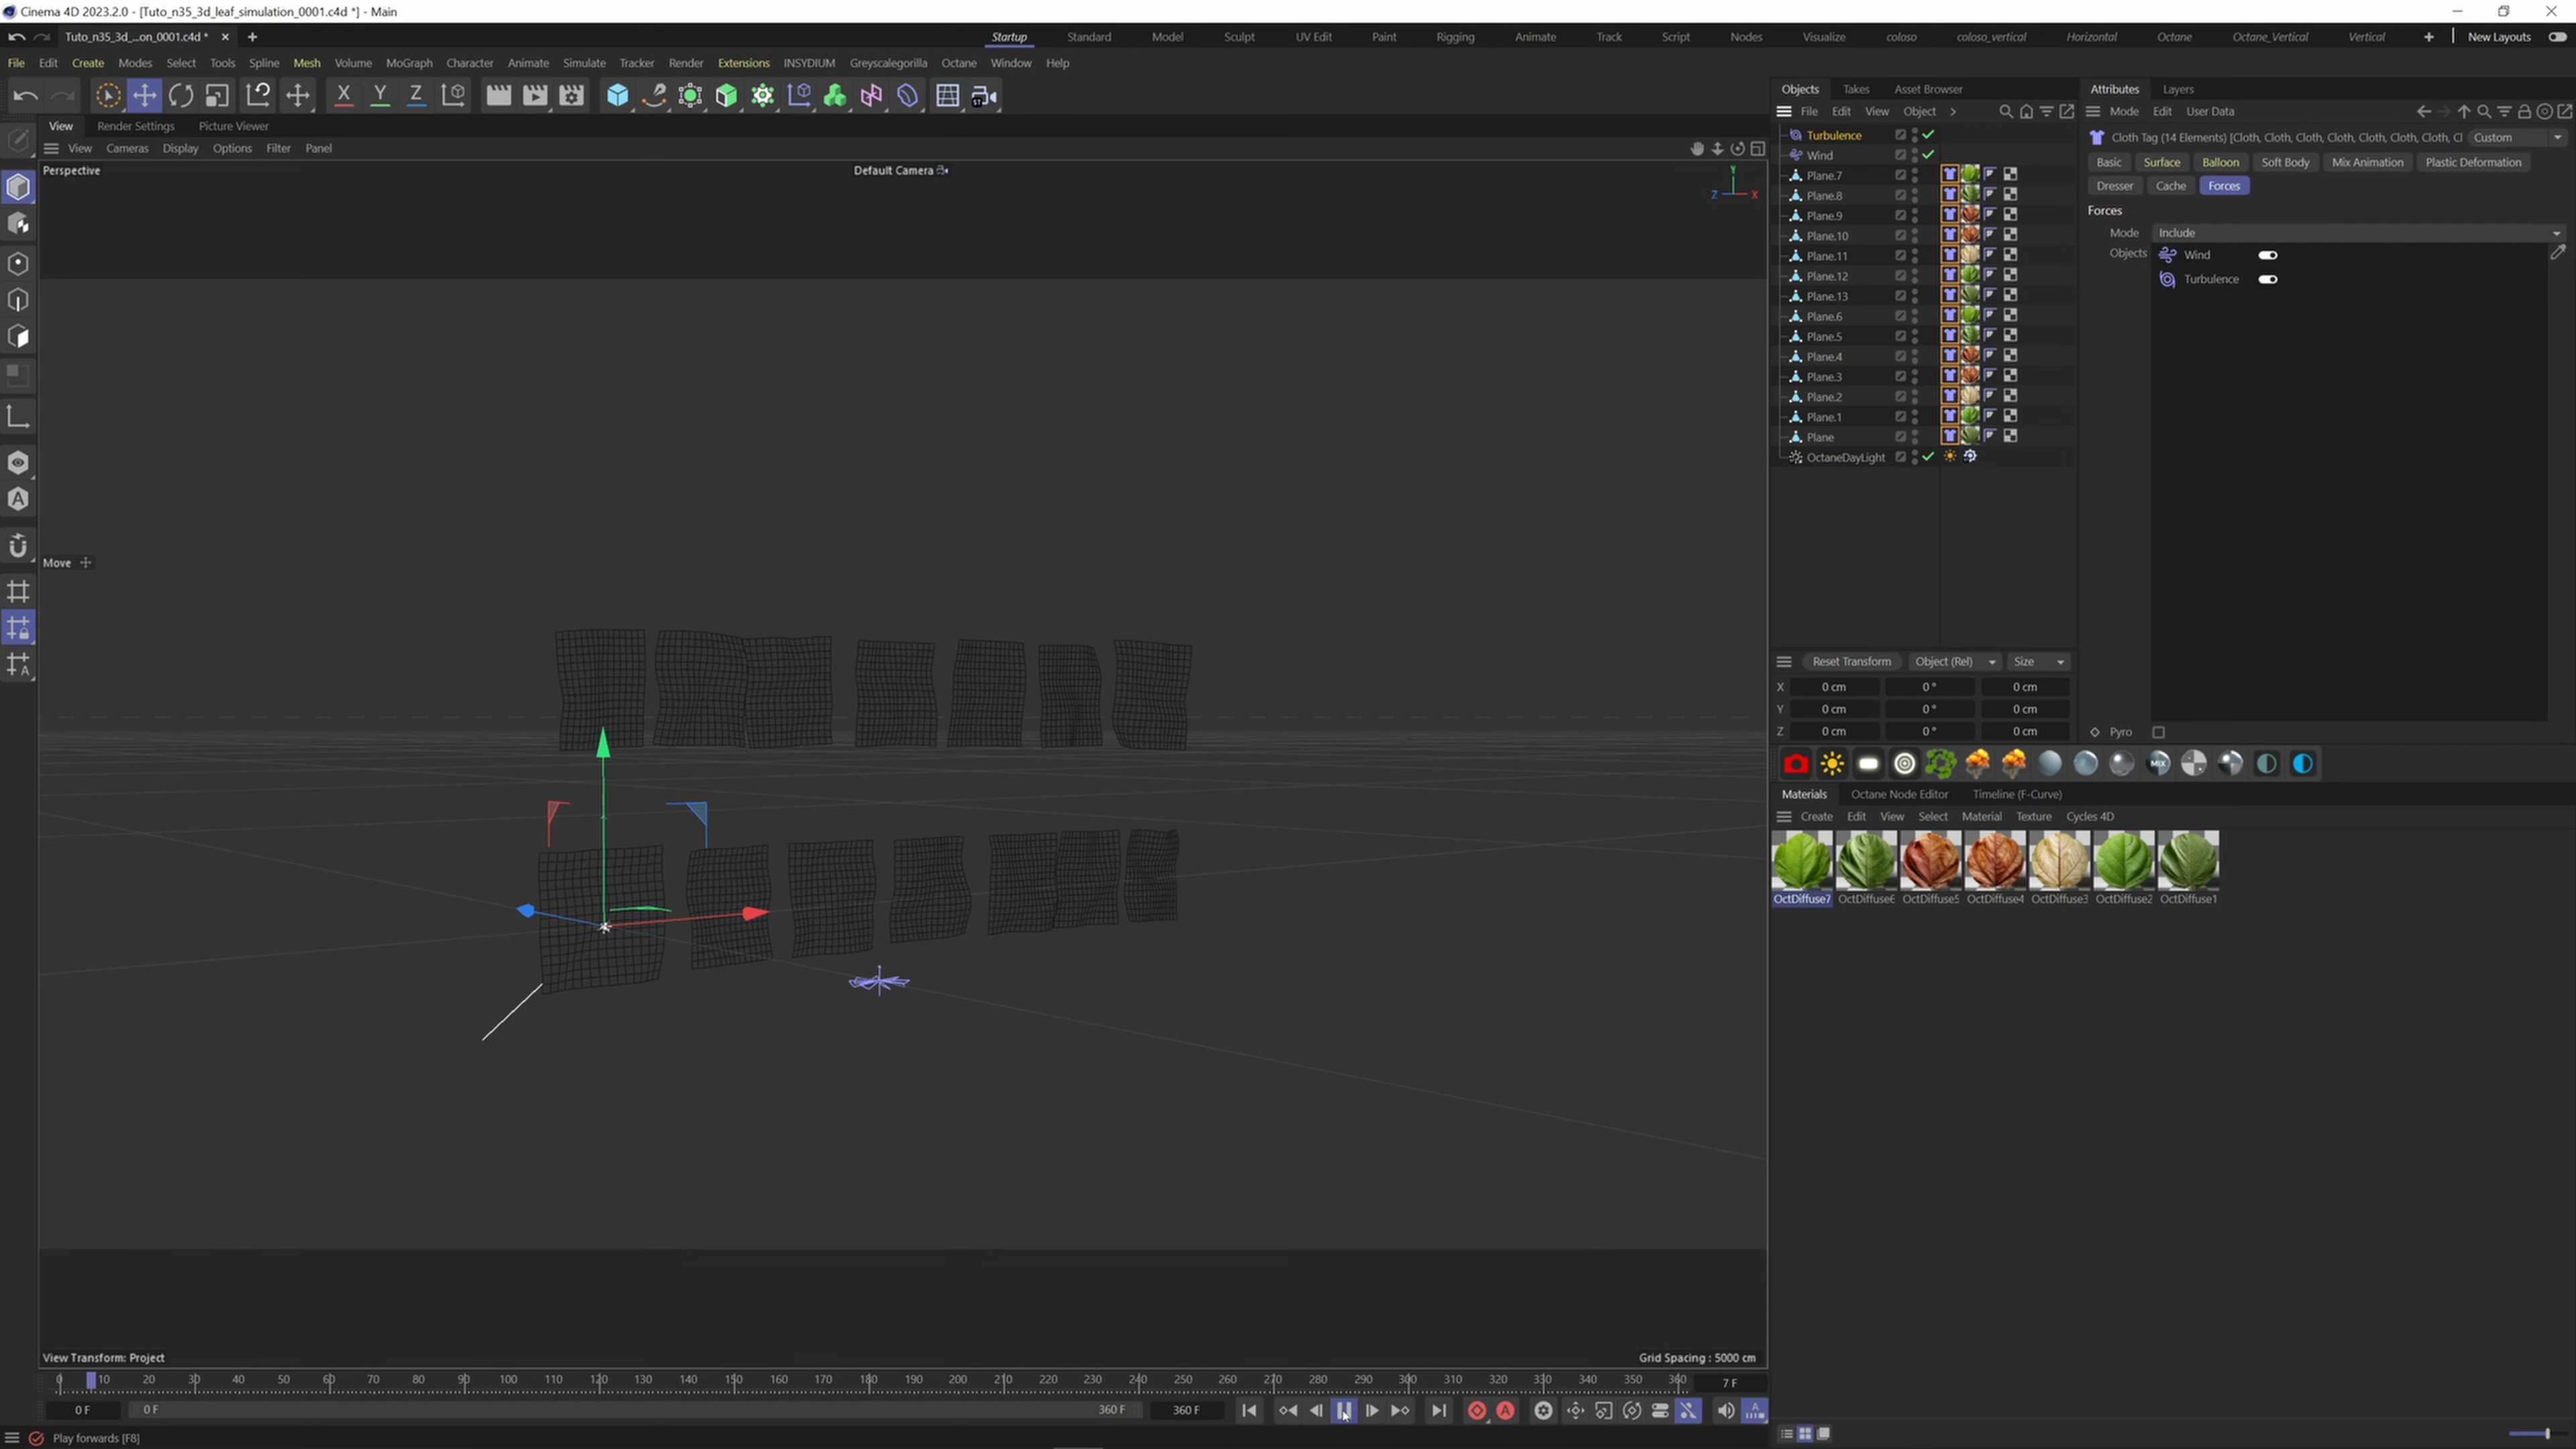 Cinema 4D 2023.2.0 - [Tuto_n35_3d_leaf_simulation_0001.c4d *] - Main
Tuto_n35_3d_...on_0001.c4d * Startup Standard Model Sculpt UV Edit Paint Rigging Animate Track Script Nodes Visualize coloso coloso_vertical Horizontal Octane Octane_Vertical Vertical New Layouts
File Edit Create Modes Select Tools Spline Mesh Volume MoGraph Character Animate Simulate Tracker Render Extensions INSYDIUM Greyscalegorilla Octane Window Help
X Y Z
View Render Settings Picture Viewer
View Cameras Display Options Filter Panel
Perspective Default Camera
Y
Z X
Move
View Transform: Project Grid Spacing : 5000 cm
0 10 20 30 40 50 60 70 80 90 100 110 120 130 140 150 160 170 180 190 200 210 220 230 240 250 260 270 280 290 300 310 320 330 340 350 360 7 F
0 F 0 F 360 F 360 F
Play forwards [F8]
Objects Takes Asset Browser
File Edit View Object >
Turbulence
Wind
Plane.7
Plane.8
Plane.9
Plane.10
Plane.11
Plane.12
Plane.13
Plane.6
Plane.5
Plane.4
Plane.3
Plane.2
Plane.1
Plane
OctaneDayLight
Reset Transform Object (Rel) Size
X 0 cm 0 ° 0 cm
Y 0 cm 0 ° 0 cm
Z 0 cm 0 ° 0 cm
Attributes Layers
Mode Edit User Data
Cloth Tag (14 Elements) [Cloth, Cloth, Cloth, Cloth, Cloth, Cloth, Cloth, Cl Custom
Basic Surface Balloon Soft Body Mix Animation Plastic Deformation
Dresser Cache Forces
Forces
Mode Include
Objects Wind
Turbulence
Pyro
MIX
Materials Octane Node Editor Timeline (F-Curve)
Create Edit View Select Material Texture Cycles 4D
OctDiffuse7 OctDiffuse6 OctDiffuse5 OctDiffuse4 OctDiffuse3 OctDiffuse2 OctDiffuse1